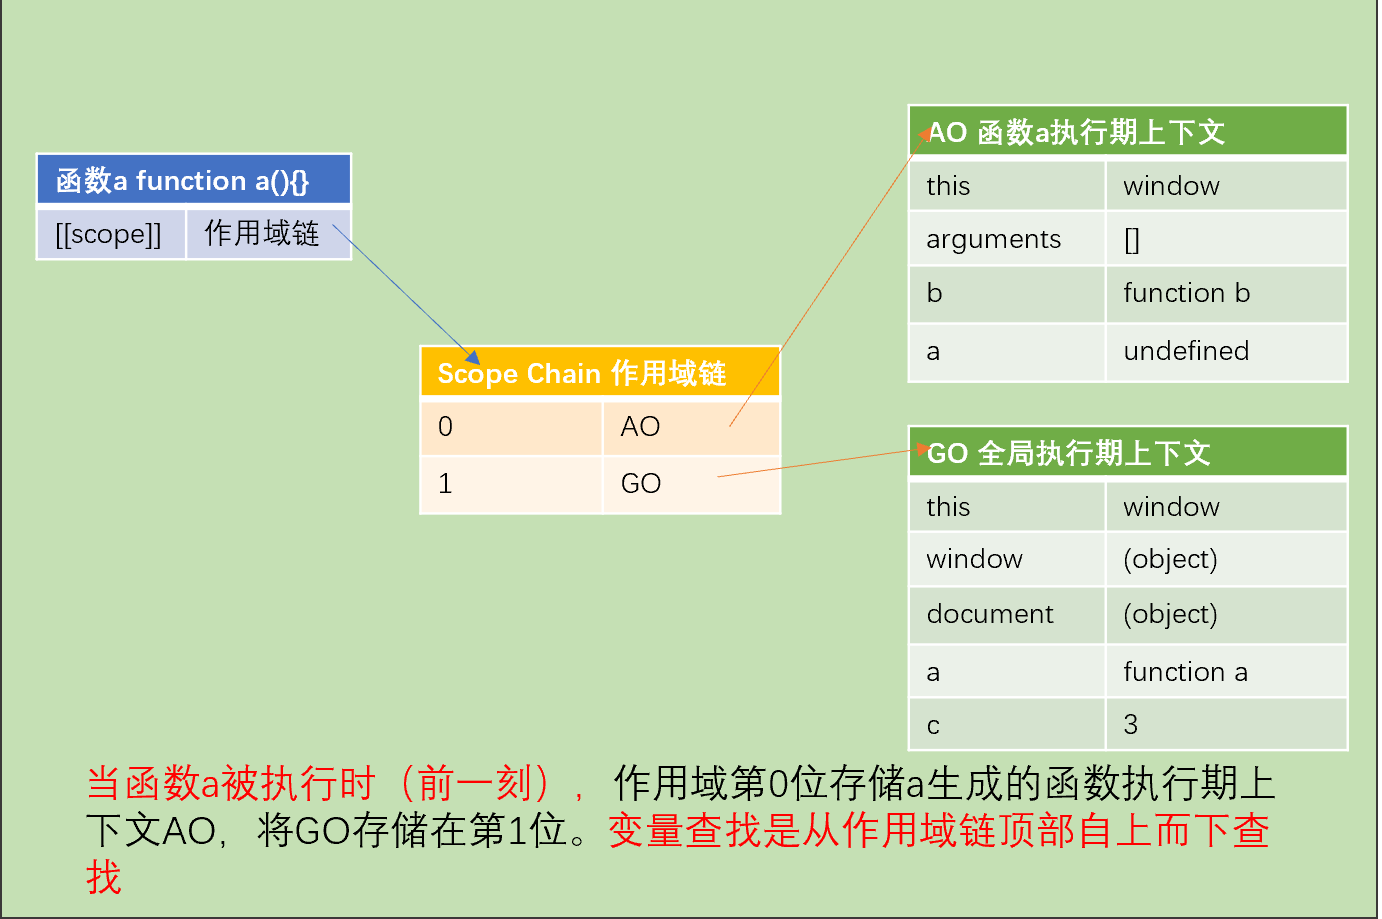 函数a function a(){}
[[scope]] 作用域链
Scope Chain 作用域链
0 AO
1 GO
AO 函数a执行期上下文
this window
arguments []
b function b
a undefined
GO 全局执行期上下文
this window
window (object)
document (object)
a function a
c 3
当函数a被执行时（前一刻），作用域第0位存储a生成的函数执行期上
下文AO，将GO存储在第1位。变量查找是从作用域链顶部自上而下查
找